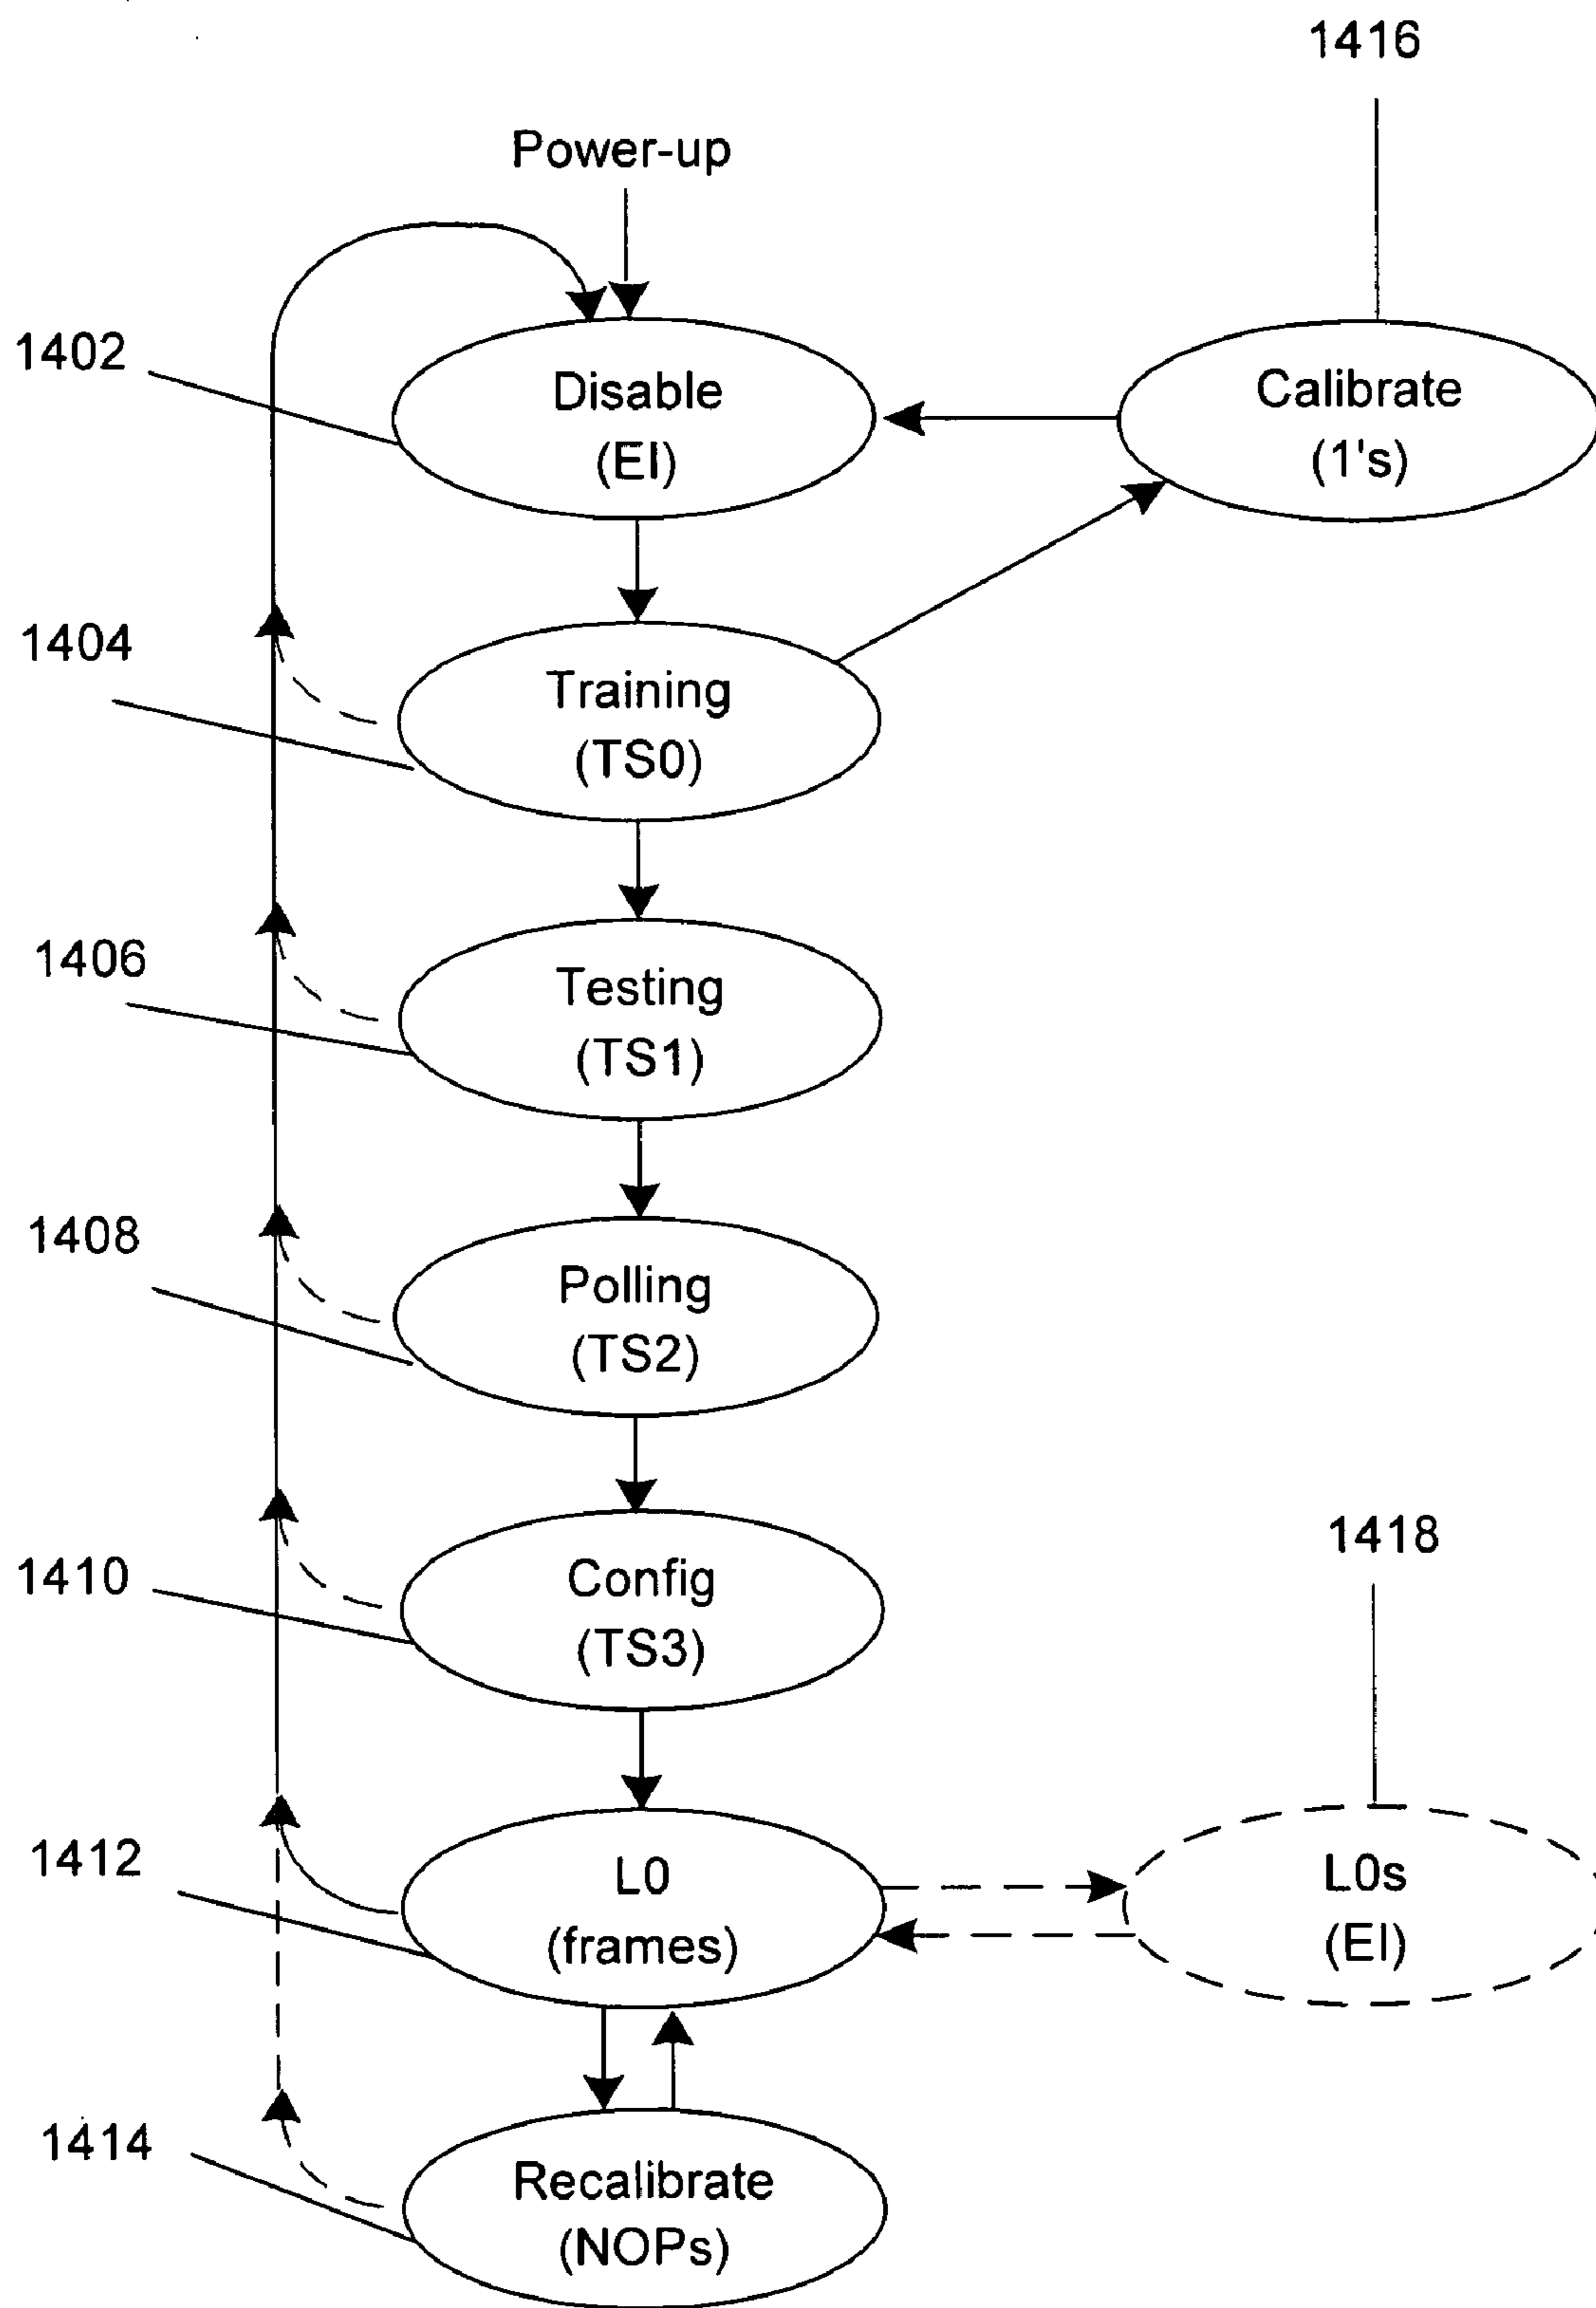 1416
Power-up
1402
Disable
(EI)
Calibrate
(1's)
1404
Training
(TS0)
1406
Testing
(TS1)
1408
Polling
(TS2)
1410
Config
(TS3)
1418
1412
L0
(frames)
L0s
(EI)
1414
Recalibrate
(NOPs)